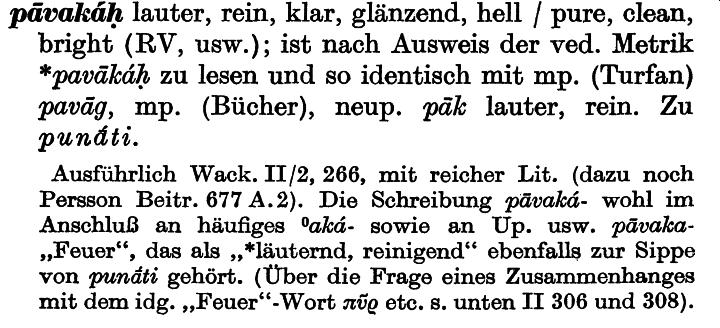 pāvakáḥ lauter, rein, klar, glänzend, hell / pure, clean,
bright (RV, usw.); ist nach Ausweis der ved. Metrik
*pavākáḥ zu lesen und so identisch mit mp. (Turfan)
pavāg, mp. (Bücher), neup. pāk lauter, rein. Zu
punā́ti.
Ausführlich Wack. II/2, 266, mit reicher Lit. (dazu noch
Persson Beitr. 677 A. 2). Die Schreibung pāvaká- wohl im
Anschluß an häufiges ⁰aká- sowie an Up. usw. pāvaka-
„Feuer“, das als „*läuternd, reinigend“ ebenfalls zur Sippe
von punā́ti gehört. (Über die Frage eines Zusammenhanges
mit dem idg. „Feuer“-Wort πῦρ etc. s. unten II 306 und 308).